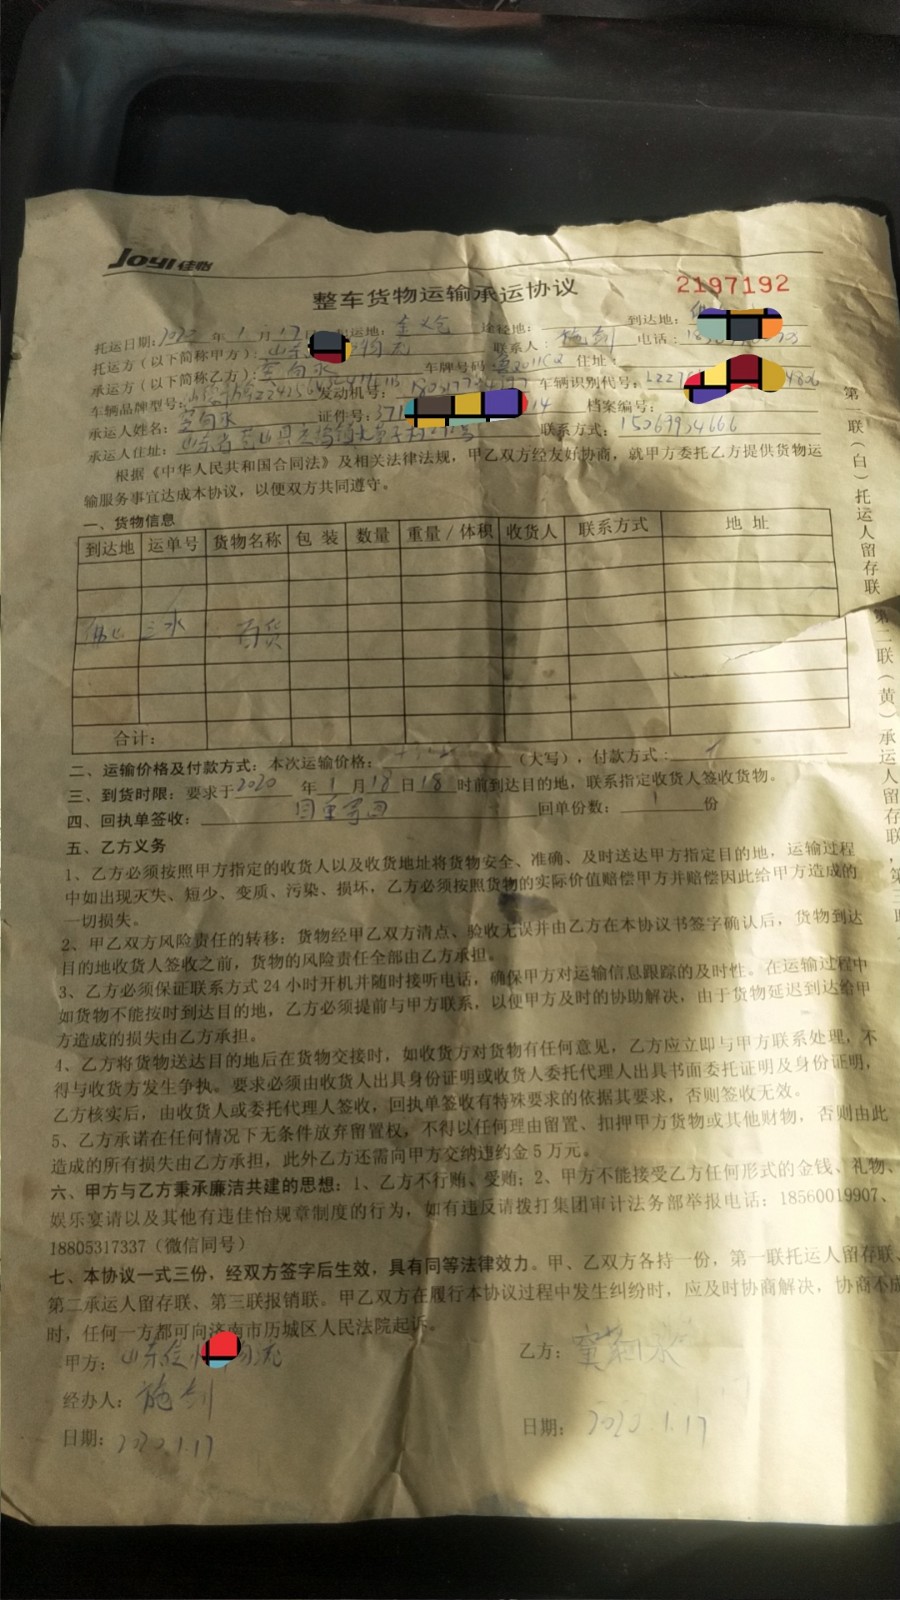 Joyi 佳怡
整车货物运输承运协议 2197192
托运日期: 年 1 月 17日 起运地: 途经地: 到达地:
托运方(以下简称甲方): 山东 联系人: 施剑 电话:
承运方(以下简称乙方): 车牌号码: 住址:
车辆品牌型号: 发动机号: 车辆识别代号:
承运人姓名: 证件号: 371 14 档案编号:
承运人住址: 山东省 联系方式: 15069934666
根据《中华人民共和国合同法》及相关法律法规,甲乙双方经友好协商,就甲方委托乙方提供货物运
输服务事宜达成本协议,以便双方共同遵守。
一、货物信息
到达地 运单号 货物名称 包装 数量 重量/体积 收货人 联系方式 地址
佛山 三水 百货
合计:
二、运输价格及付款方式:本次运输价格: (大写),付款方式:
三、到货时限:要求于2020 年 1 月18日18时前到达目的地,联系指定收货人签收货物。
四、回执单签收: 回单寄回 回单份数: 1 份
五、乙方义务
1、乙方必须按照甲方指定的收货人以及收货地址将货物安全、准确、及时送达甲方指定目的地,运输过程
中如出现灭失、短少、变质、污染、损坏,乙方必须按照货物的实际价值赔偿甲方并赔偿因此给甲方造成的
一切损失。
2、甲乙双方风险责任的转移:货物经甲乙双方清点、验收无误并由乙方在本协议书签字确认后,货物到达
目的地收货人签收之前,货物的风险责任全部由乙方承担。
3、乙方必须保证联系方式24小时开机并随时接听电话,确保甲方对运输信息跟踪的及时性。在运输过程中
如货物不能按时到达目的地,乙方必须提前与甲方联系,以便甲方及时的协助解决,由于货物延迟到达给甲
方造成的损失由乙方承担。
4、乙方将货物送达目的地后在货物交接时,如收货方对货物有任何意见,乙方应立即与甲方联系处理,不
得与收货方发生争执。要求必须由收货人出具身份证明或收货人委托代理人出具书面委托证明及身份证明,
乙方核实后,由收货人或委托代理人签收,回执单签收有特殊要求的依据其要求,否则签收无效。
5、乙方承诺在任何情况下无条件放弃留置权,不得以任何理由留置、扣押甲方货物或其他财物,否则由此
造成的所有损失由乙方承担,此外乙方还需向甲方交纳违约金5万元。
六、甲方与乙方秉承廉洁共建的思想:1、乙方不行贿、受贿;2、甲方不能接受乙方任何形式的金钱、礼物、
娱乐宴请以及其他有违佳怡规章制度的行为,如有违反请拨打集团审计法务部举报电话:18560019907、
18805317337(微信同号)
七、本协议一式三份,经双方签字后生效,具有同等法律效力。甲、乙双方各持一份,第一联托运人留存联、
第二承运人留存联、第三联报销联。甲乙双方在履行本协议过程中发生纠纷时,应及时协商解决,协商不成
时,任何一方都可向济南市历城区人民法院起诉。
甲方: 山东 物流 乙方:
经办人: 施剑
日期: 2020.1.17 日期: 2020.1.17
第一联(白)托运人留存联
第二联(黄)承运人留存联,第